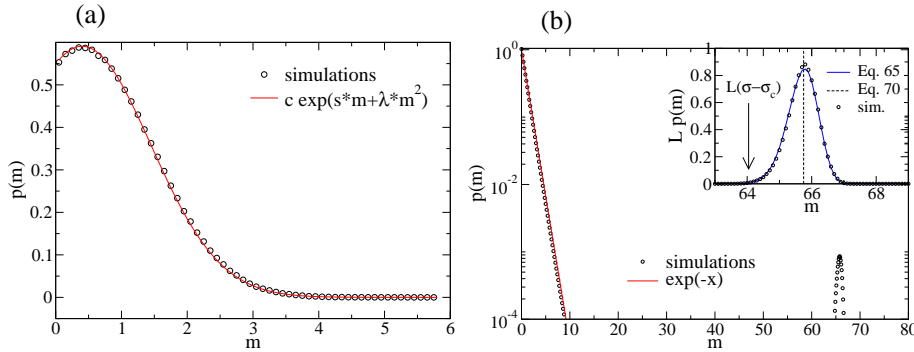 (a)
p(m)
0.5
0.4
0.3
0.2
0.1
0
0 1 2 3 4 5 6
m
simulations
c exp(s*m+λ*m²)
(b)
p(m)
10⁰
10⁻²
10⁻⁴
0 10 20 30 40 50 60 70 80
m
simulations
exp(-x)
L p(m)
1
0.8
0.6
0.4
0.2
0
64 66 68
m
L(σ−σc)
Eq. 65
Eq. 70
sim.